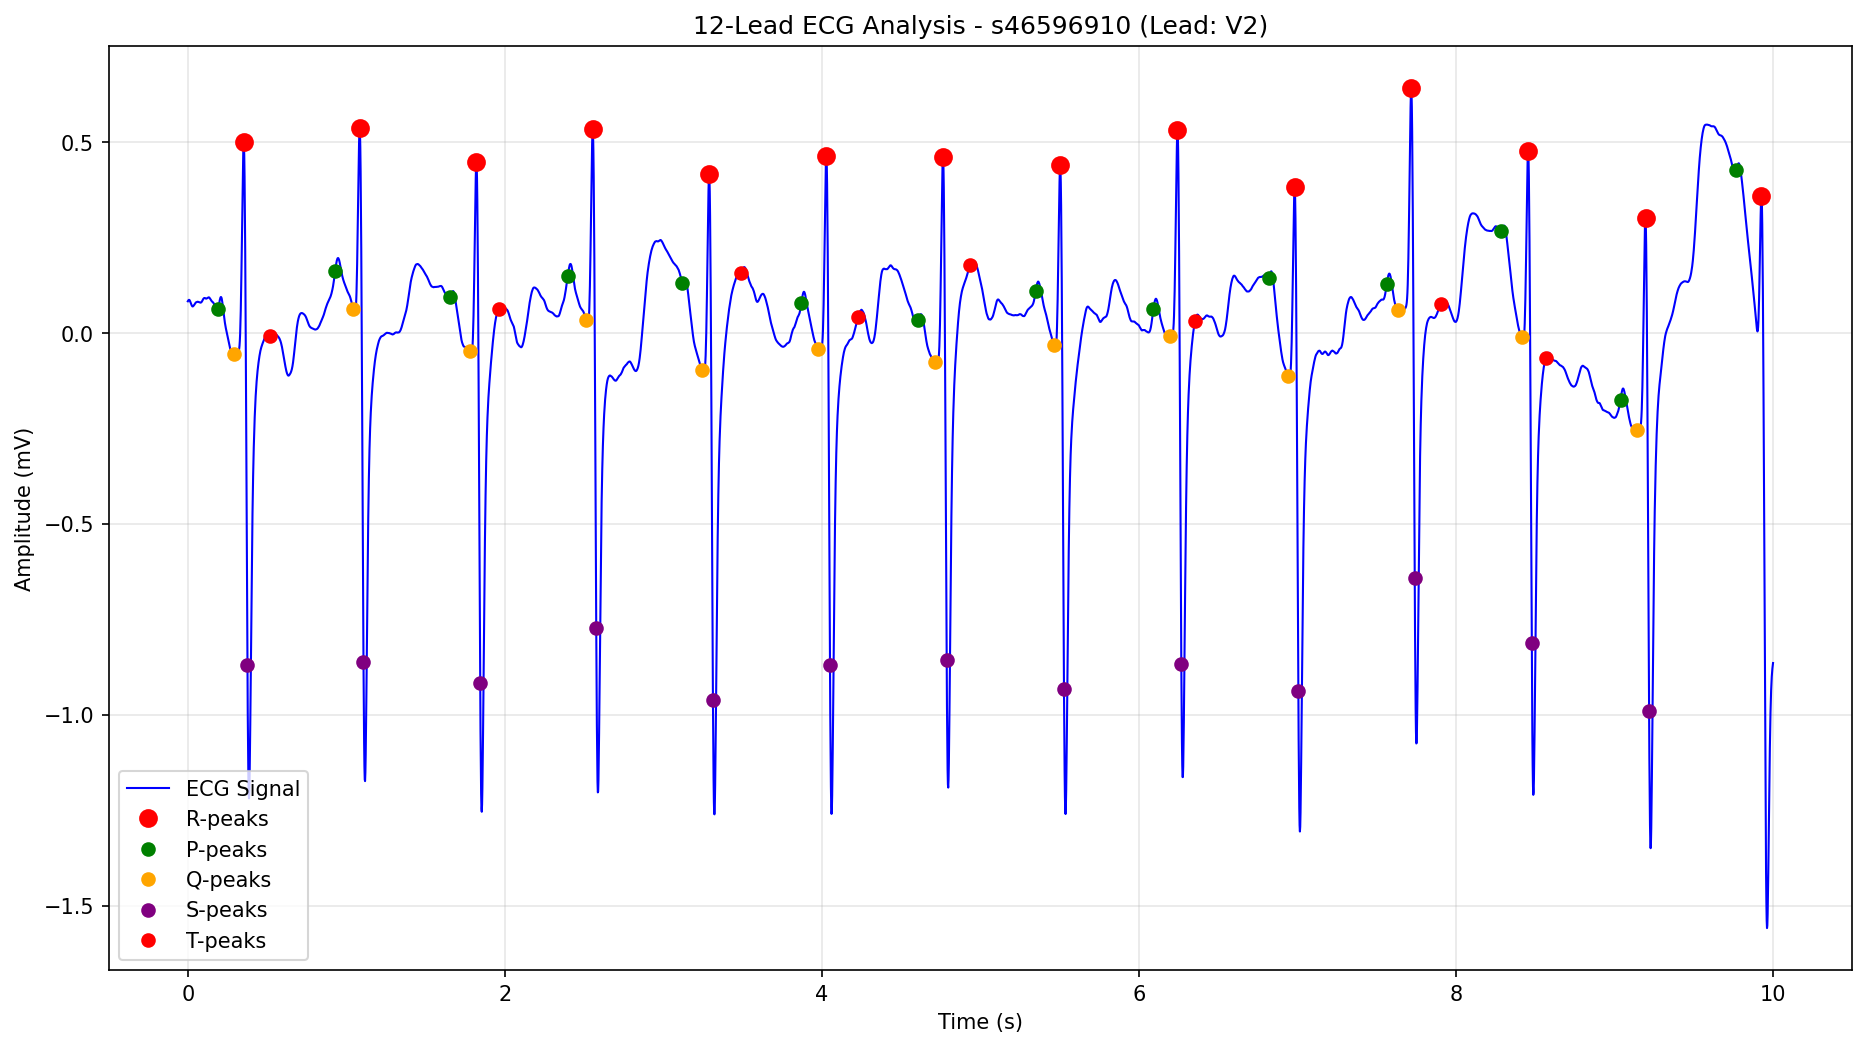 12-Lead ECG Analysis - s46596910 (Lead: V2)
Amplitude (mV)
0.5
0.0
−0.5
−1.0
−1.5
ECG Signal
R-peaks
P-peaks
Q-peaks
S-peaks
T-peaks
0 2 4 6 8 10
Time (s)